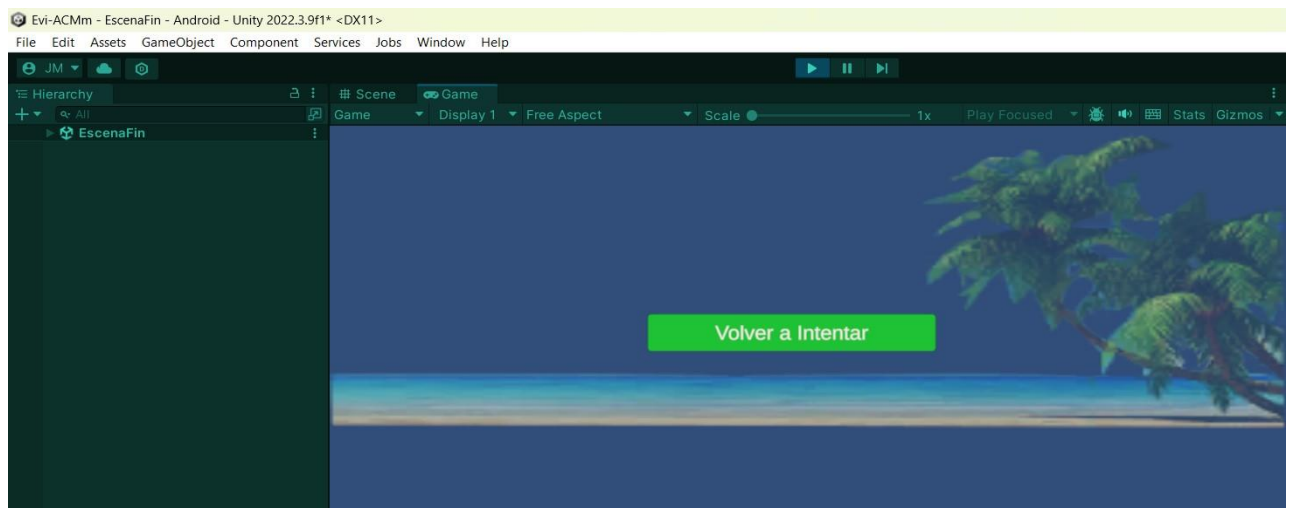 Evi-ACMm - EscenaFin - Android - Unity 2022.3.9f1* <DX11>
File Edit Assets GameObject Component Services Jobs Window Help
JM
Hierarchy # Scene Game
All Game Display 1 Free Aspect Scale 1x Play Focused Stats Gizmos
EscenaFin
Volver a Intentar